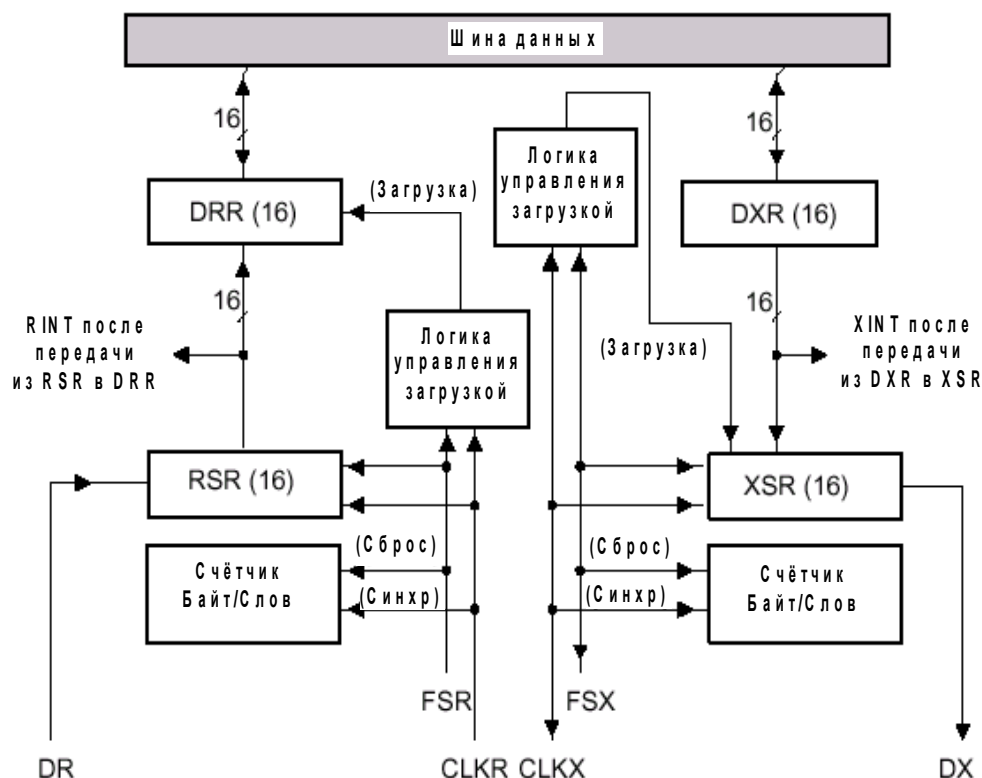 Шина данных
16
16
Логика
управления
загрузкой
(Загрузка)
DRR (16)
DXR (16)
16
16
RINT после
передачи
из RSR в DRR
Логика
управления
загрузкой
(Загрузка)
XINT после
передачи
из DXR в XSR
RSR (16)
XSR (16)
(Сброс)
(Сброс)
Счётчик
Байт/Слов
(Синхр)
(Синхр)
Счётчик
Байт/Слов
FSR
FSX
DR
CLKR
CLKX
DX